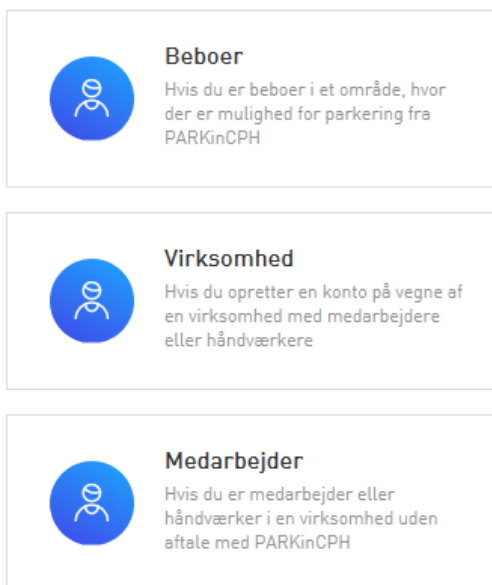 Beboer
Hvis du er beboer i et område, hvor
der er mulighed for parkering fra
PARKinCPH
Virksomhed
Hvis du opretter en konto på vegne af
en virksomhed med medarbejdere
eller håndværkere
Medarbejder
Hvis du er medarbejder eller
håndværker i en virksomhed uden
aftale med PARKinCPH